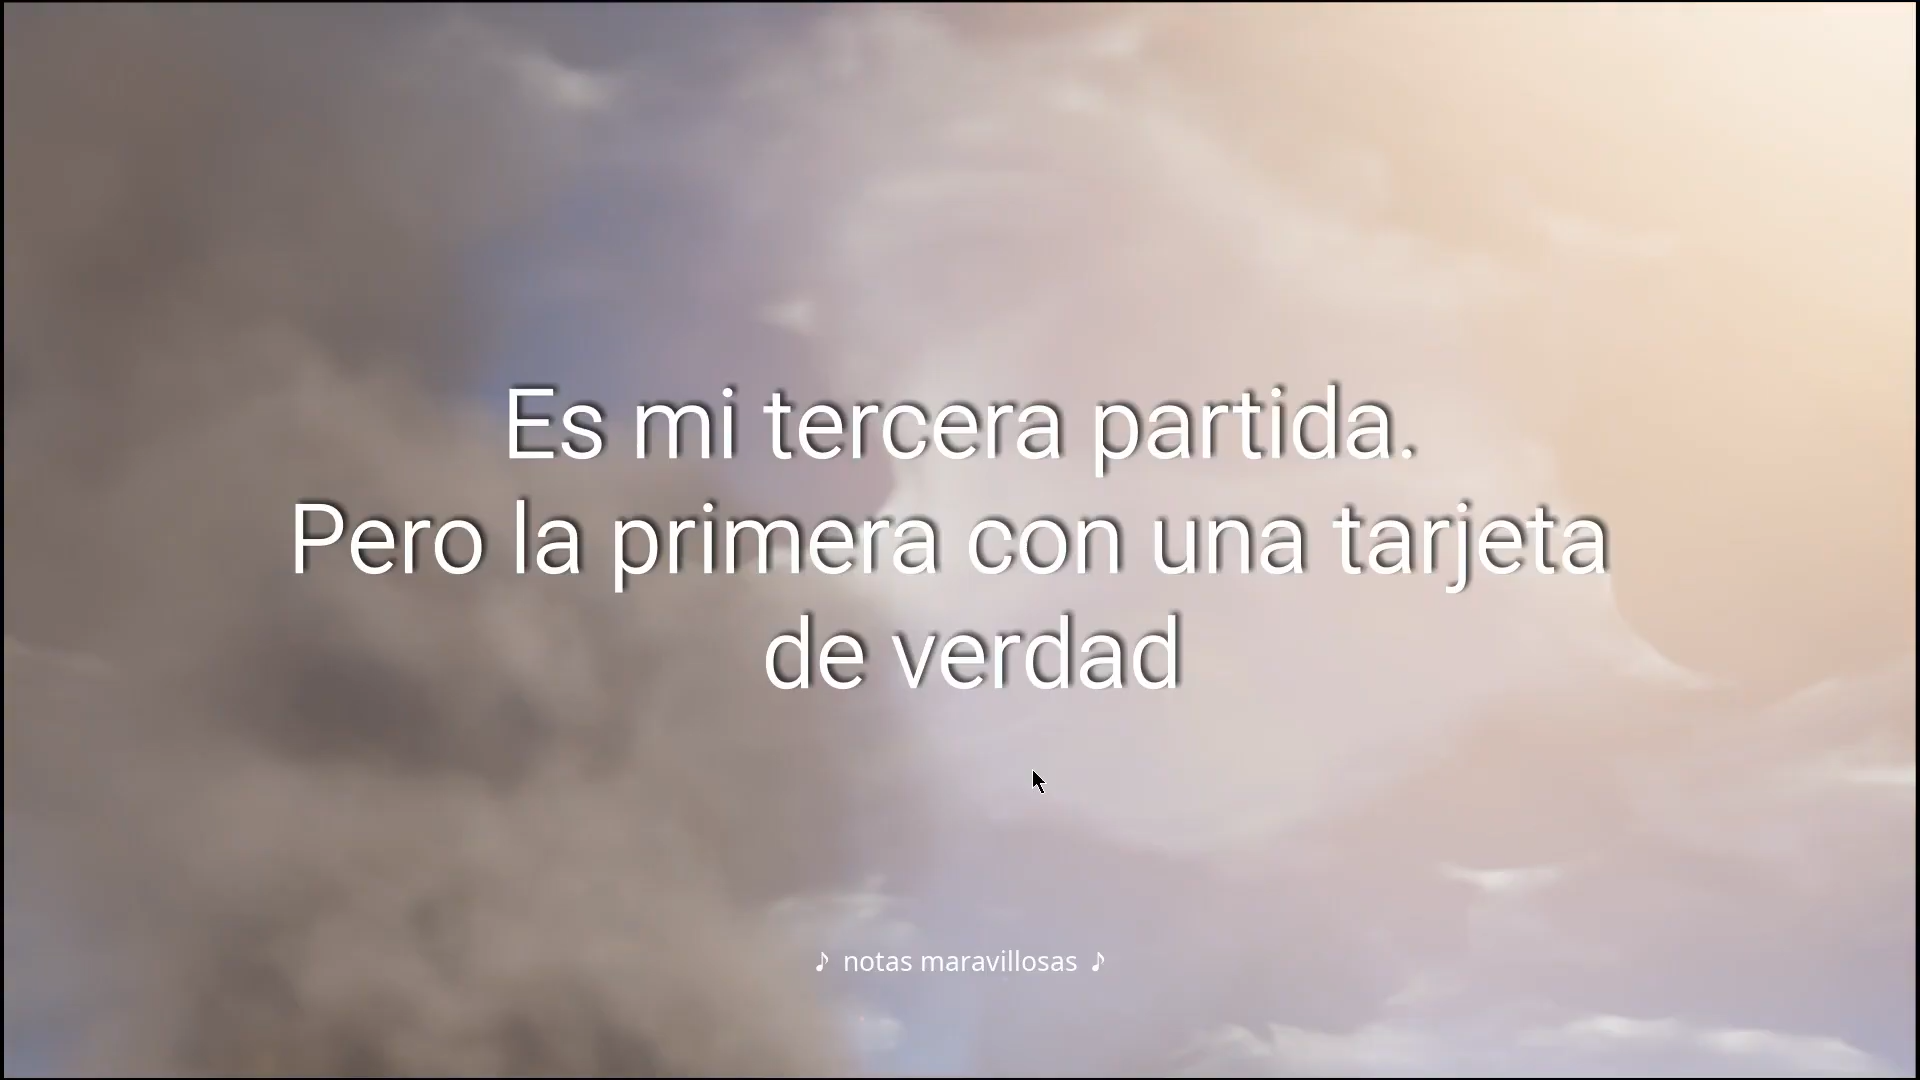 Es mi tercera partida.
Pero la primera con una tarjeta
de verdad
♪ notas maravillosas ♪